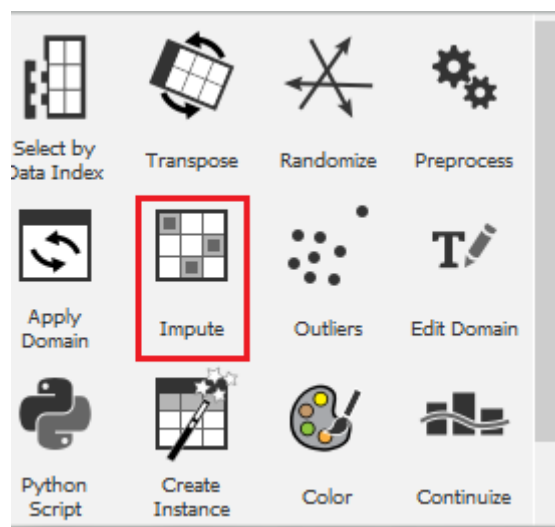 Select by
Data Index
Transpose
Randomize
Preprocess
Apply
Domain
Impute
Outliers
T
Edit Domain
Python
Script
Create
Instance
Color
Continuize